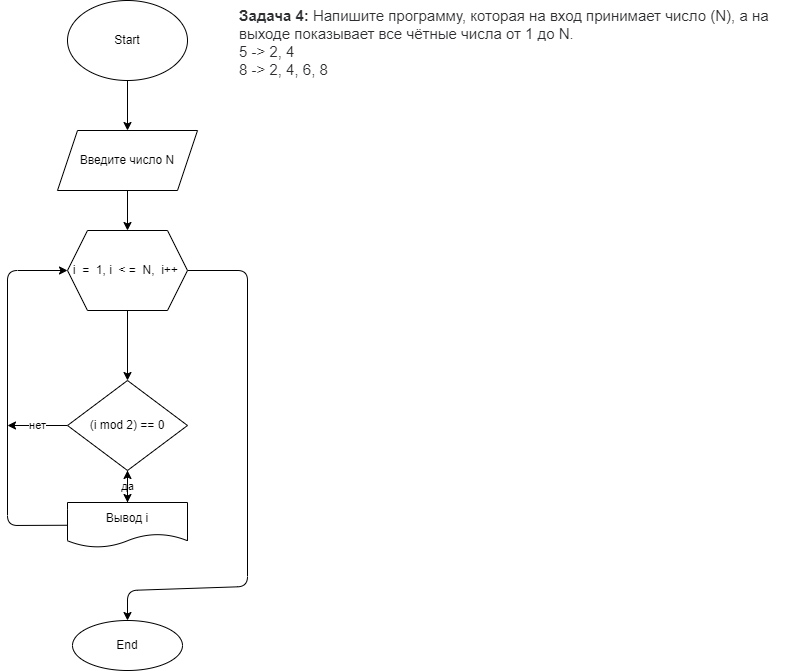 Задача 4: Напишите программу, которая на вход принимает число (N), а на
выходе показывает все чётные числа от 1 до N.
5 -> 2, 4
8 -> 2, 4, 6, 8
Start
Введите число N
i = 1, i < = N, i++
(i mod 2) == 0
нет
да
Вывод i
End